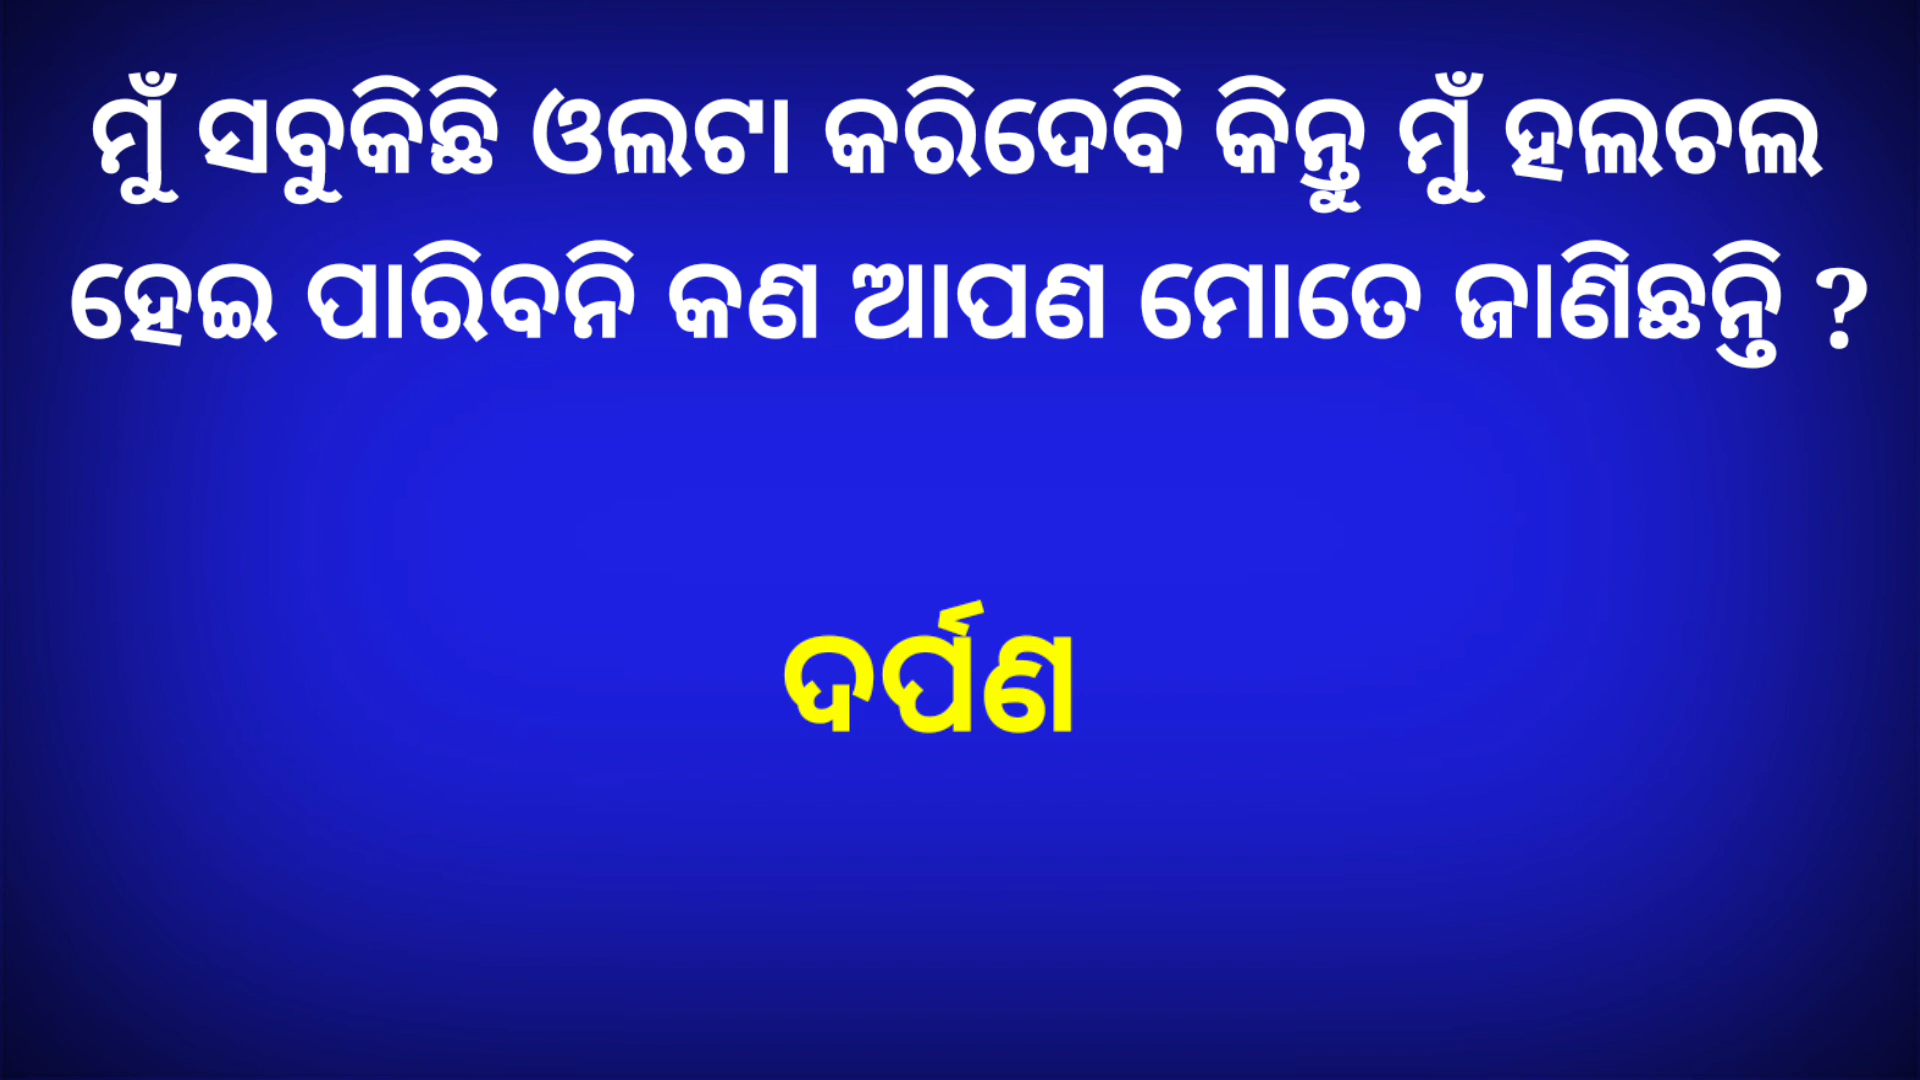 ମୁଁ ସବୁକିଛି ଓଲଟା କରିଦେବି କିନ୍ତୁ ମୁଁ ହଲଚଲ
ହେଇ ପାରିବନି କଣ ଆପଣ ମୋତେ ଜାଣିଛନ୍ତି ?
ଦର୍ପଣ